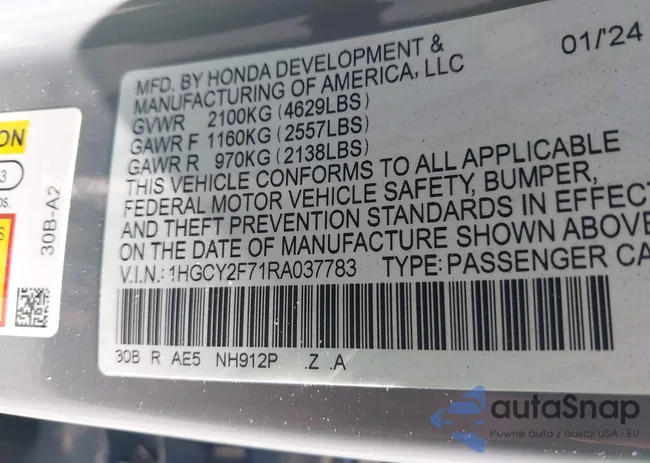 ON
3
30B-A2
01/'24
MFD. BY HONDA DEVELOPMENT &
MANUFACTURING OF AMERICA, LLC
GVWR 2100KG (4629LBS)
GAWR F 1160KG (2557LBS)
GAWR R 970KG (2138LBS)
THIS VEHICLE CONFORMS TO ALL APPLICABLE
FEDERAL MOTOR VEHICLE SAFETY, BUMPER,
AND THEFT PREVENTION STANDARDS IN EFFECT
ON THE DATE OF MANUFACTURE SHOWN ABOVE
V.I.N.: 1HGCY2F71RA037783 TYPE: PASSENGER CA
30B R AE5 NH912P .Z .A
autaSnap
Pewne auta z aukcji USA i EU